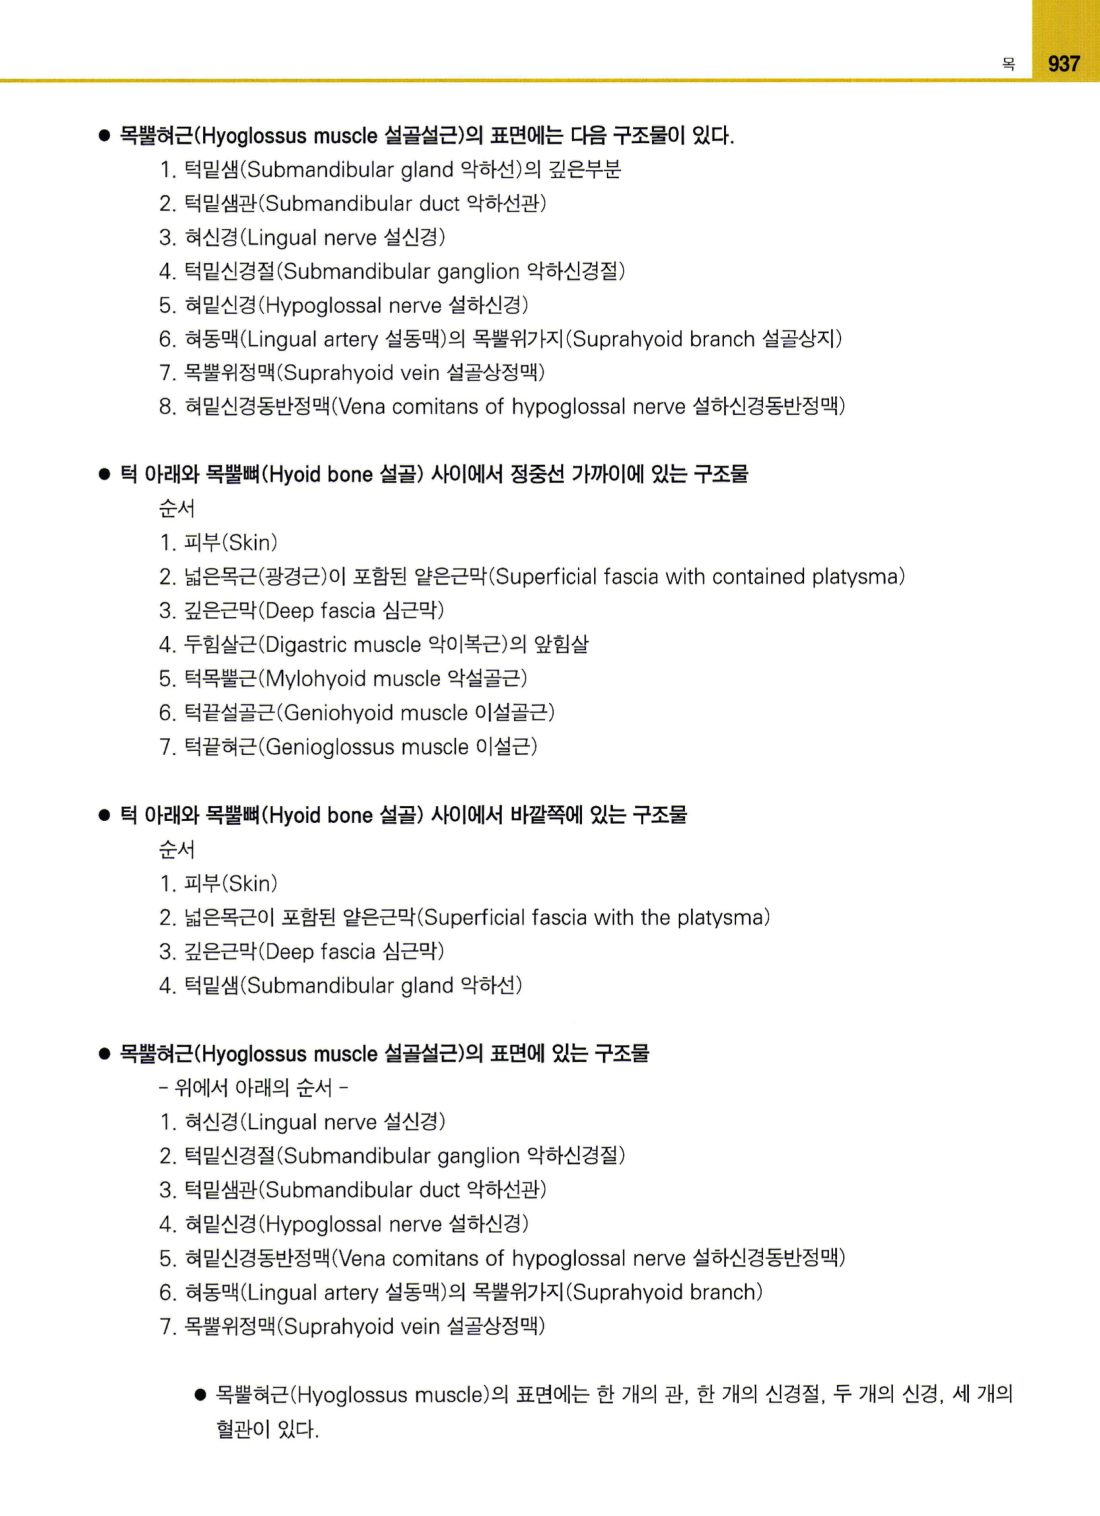 목 937
● 목뿔혀근(Hyoglossus muscle 설골설근)의 표면에는 다음 구조물이 있다.
1. 턱밑샘(Submandibular gland 악하선)의 깊은부분
2. 턱밑샘관(Submandibular duct 악하선관)
3. 혀신경(Lingual nerve 설신경)
4. 턱밑신경절(Submandibular ganglion 악하신경절)
5. 혀밑신경(Hypoglossal nerve 설하신경)
6. 혀동맥(Lingual artery 설동맥)의 목뿔위가지(Suprahyoid branch 설골상지)
7. 목뿔위정맥(Suprahyoid vein 설골상정맥)
8. 혀밑신경동반정맥(Vena comitans of hypoglossal nerve 설하신경동반정맥)
● 턱 아래와 목뿔뼈(Hyoid bone 설골) 사이에서 정중선 가까이에 있는 구조물
순서
1. 피부(Skin)
2. 넓은목근(광경근)이 포함된 얕은근막(Superficial fascia with contained platysma)
3. 깊은근막(Deep fascia 심근막)
4. 두힘살근(Digastric muscle 악이복근)의 앞힘살
5. 턱목뿔근(Mylohyoid muscle 악설골근)
6. 턱끝설골근(Geniohyoid muscle 이설골근)
7. 턱끝혀근(Genioglossus muscle 이설근)
● 턱 아래와 목뿔뼈(Hyoid bone 설골) 사이에서 바깥쪽에 있는 구조물
순서
1. 피부(Skin)
2. 넓은목근이 포함된 얕은근막(Superficial fascia with the platysma)
3. 깊은근막(Deep fascia 심근막)
4. 턱밑샘(Submandibular gland 악하선)
● 목뿔혀근(Hyoglossus muscle 설골설근)의 표면에 있는 구조물
– 위에서 아래의 순서 –
1. 혀신경(Lingual nerve 설신경)
2. 턱밑신경절(Submandibular ganglion 악하신경절)
3. 턱밑샘관(Submandibular duct 악하선관)
4. 혀밑신경(Hypoglossal nerve 설하신경)
5. 혀밑신경동반정맥(Vena comitans of hypoglossal nerve 설하신경동반정맥)
6. 혀동맥(Lingual artery 설동맥)의 목뿔위가지(Suprahyoid branch)
7. 목뿔위정맥(Suprahyoid vein 설골상정맥)
● 목뿔혀근(Hyoglossus muscle)의 표면에는 한 개의 관, 한 개의 신경절, 두 개의 신경, 세 개의
혈관이 있다.